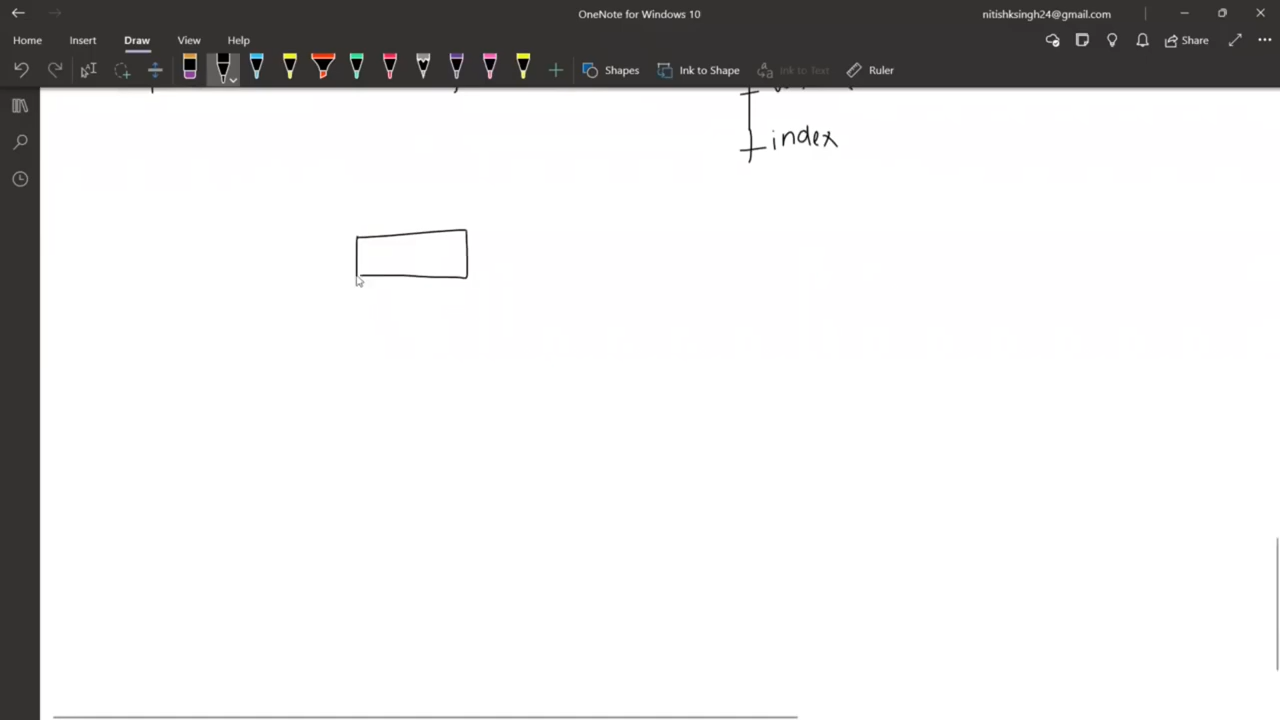 OneNote for Windows 10
nitishksingh24@gmail.com
Home Insert Draw View Help
Share
Shapes Ink to Shape Ink to Text Ruler
index